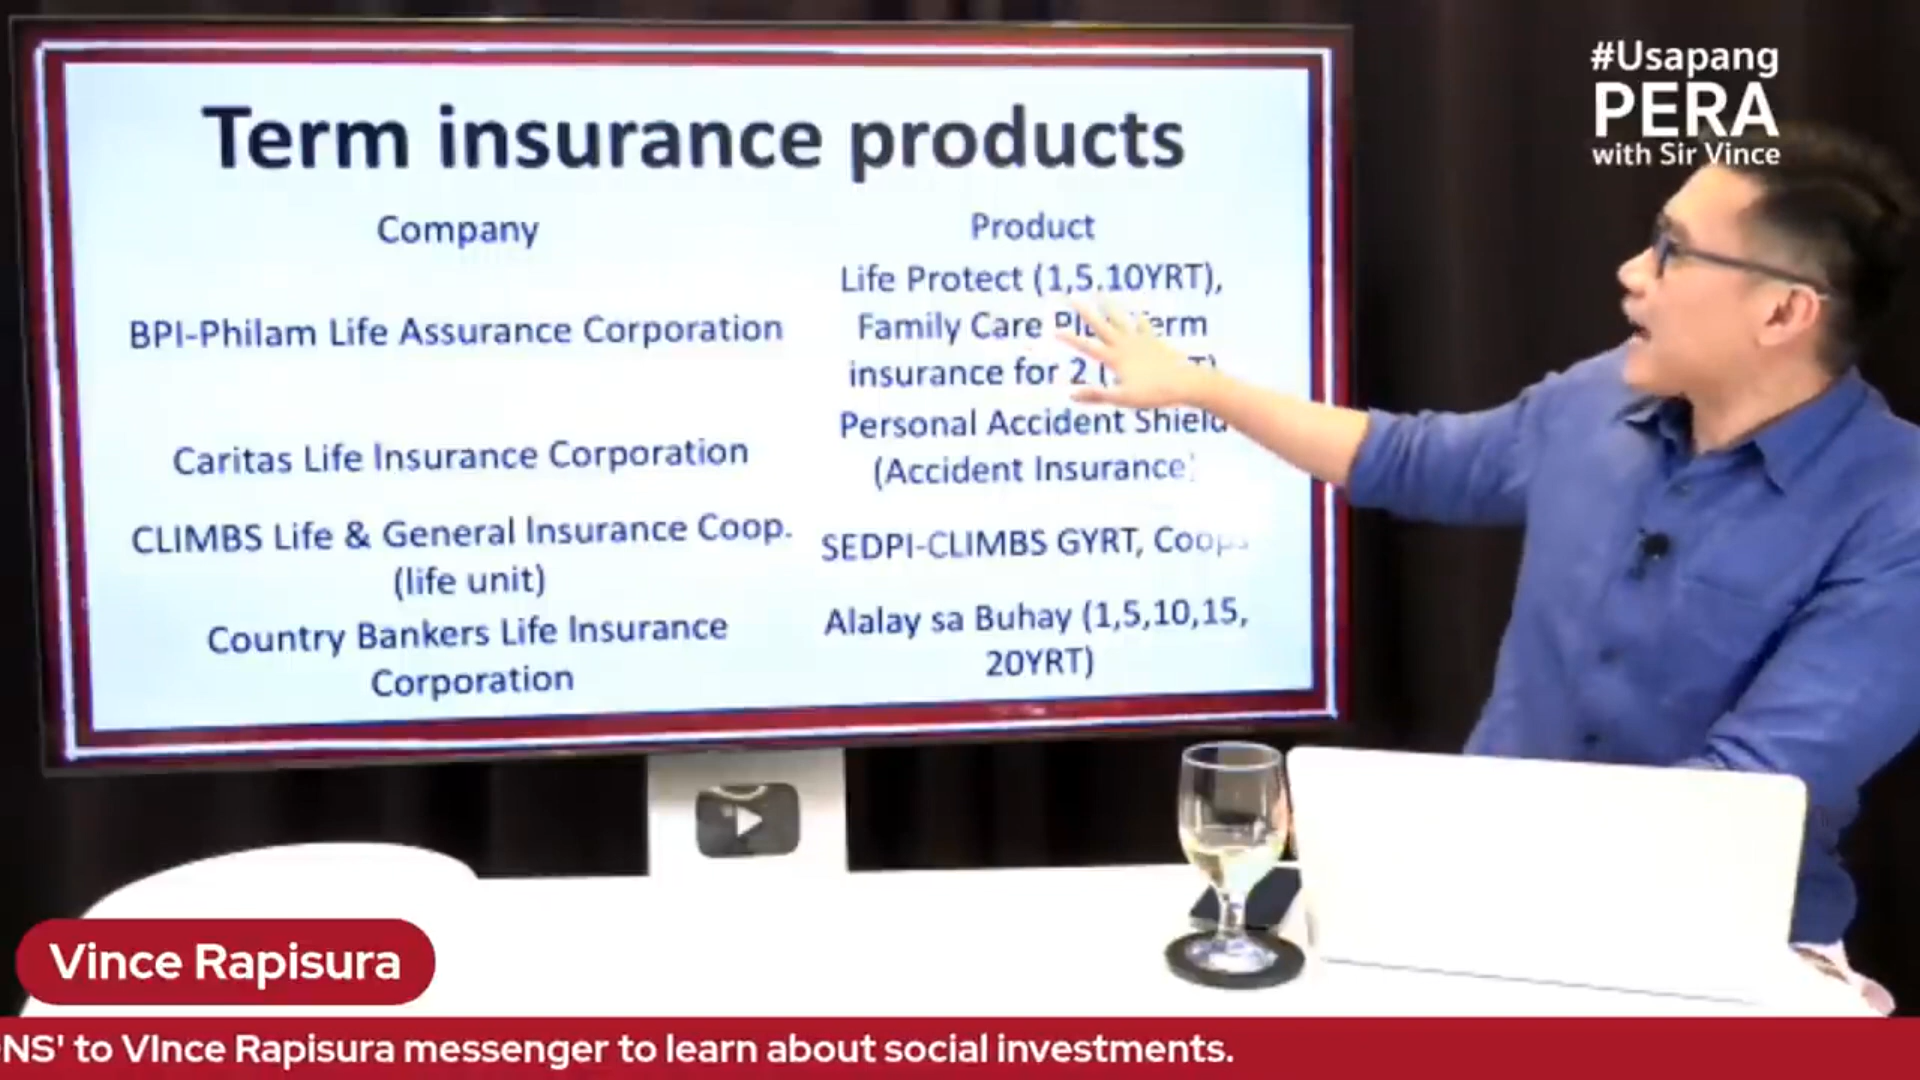 #Usapang
PERA
with Sir Vince
Term insurance products
Company
Product
BPI-Philam Life Assurance Corporation
Life Protect (1,5.10YRT),
Family Care
insurance for 2
Caritas Life Insurance Corporation
Personal Accident Shield
(Accident Insurance)
CLIMBS Life & General Insurance Coop.
(life unit)
SEDPI-CLIMBS GYRT,
Country Bankers Life Insurance
Corporation
Alalay sa Buhay (1,5,10,15,
20YRT)
Vince Rapisura
NS' to VInce Rapisura messenger to learn about social investments.